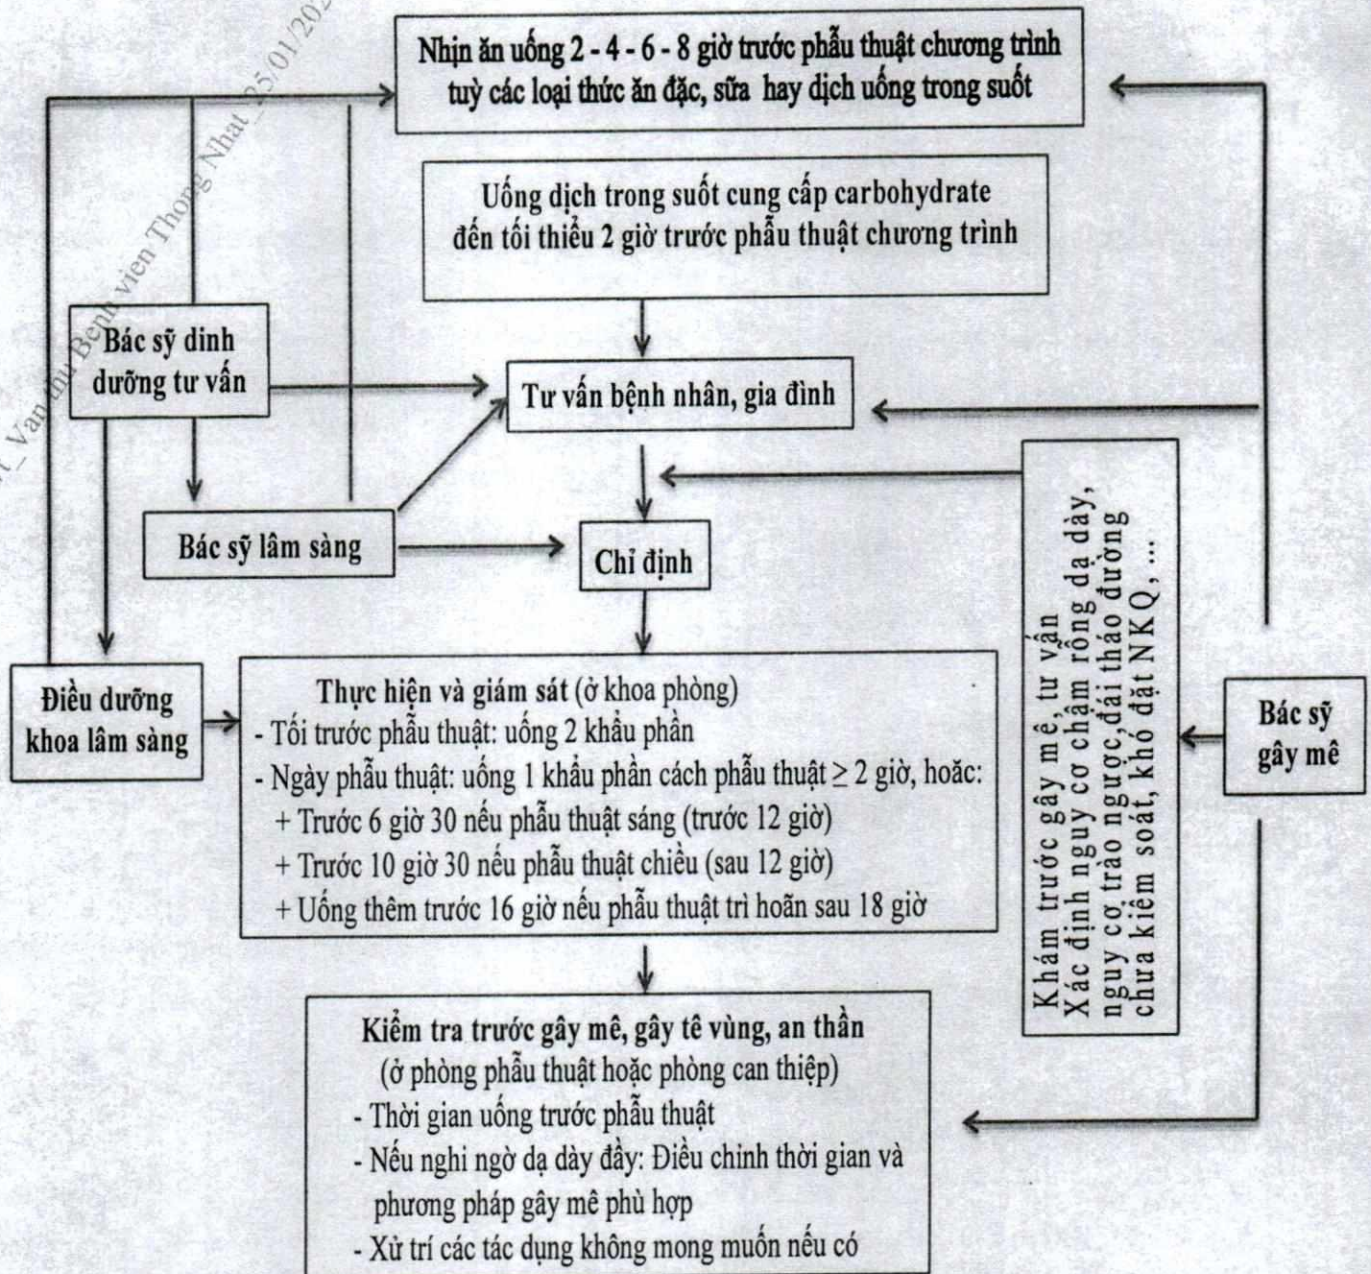 Nhịn ăn uống 2 - 4 - 6 - 8 giờ trước phẫu thuật chương trình
tuỳ các loại thức ăn đặc, sữa hay dịch uống trong suốt
Uống dịch trong suốt cung cấp carbohydrate
đến tối thiểu 2 giờ trước phẫu thuật chương trình
Bác sỹ dinh
dưỡng tư vấn
Tư vấn bệnh nhân, gia đình
Bác sỹ lâm sàng
Chỉ định
Khám trước gây mê, tư vấn
Xác định nguy cơ chậm rỗng dạ dày,
nguy cơ trào ngược,đái tháo đường
chưa kiểm soát, khó đặt NKQ, ...
Điều dưỡng
khoa lâm sàng
Thực hiện và giám sát (ở khoa phòng)
- Tối trước phẫu thuật: uống 2 khẩu phần
- Ngày phẫu thuật: uống 1 khẩu phần cách phẫu thuật ≥ 2 giờ, hoặc:
+ Trước 6 giờ 30 nếu phẫu thuật sáng (trước 12 giờ)
+ Trước 10 giờ 30 nếu phẫu thuật chiều (sau 12 giờ)
+ Uống thêm trước 16 giờ nếu phẫu thuật trì hoãn sau 18 giờ
Bác sỹ
gây mê
Kiểm tra trước gây mê, gây tê vùng, an thần
(ở phòng phẫu thuật hoặc phòng can thiệp)
- Thời gian uống trước phẫu thuật
- Nếu nghi ngờ dạ dày đầy: Điều chỉnh thời gian và
phương pháp gây mê phù hợp
- Xử trí các tác dụng không mong muốn nếu có
Van thu Benh vien Thong Nhat_25/01/202